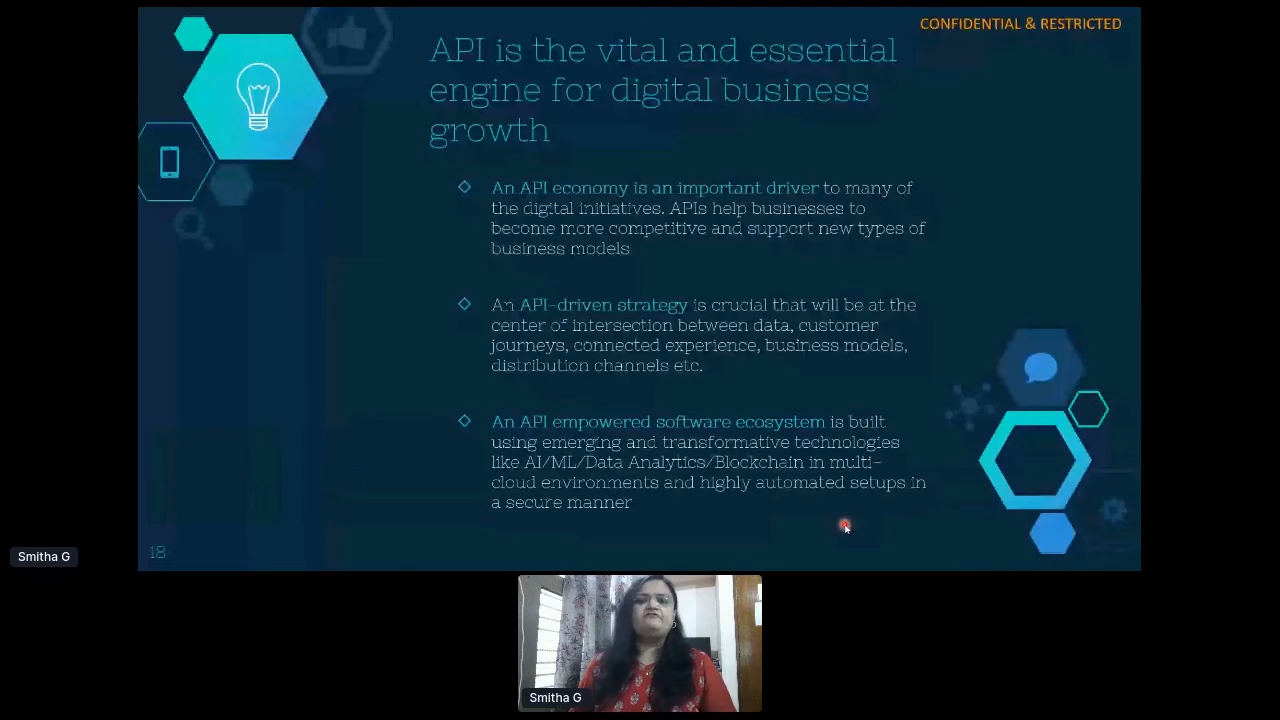 CONFIDENTIAL & RESTRICTED
API is the vital and essential
engine for digital business
growth
An API economy is an important driver to many of
the digital initiatives. APIs help businesses to
become more competitive and support new types of
business models
An API-driven strategy is crucial that will be at the
center of intersection between data, customer
journeys, connected experience, business models,
distribution channels etc.
An API empowered software ecosystem is built
using emerging and transformative technologies
like AI/ML/Data Analytics/Blockchain in multi-
cloud environments and highly automated setups in
a secure manner
18
Smitha G
Smitha G